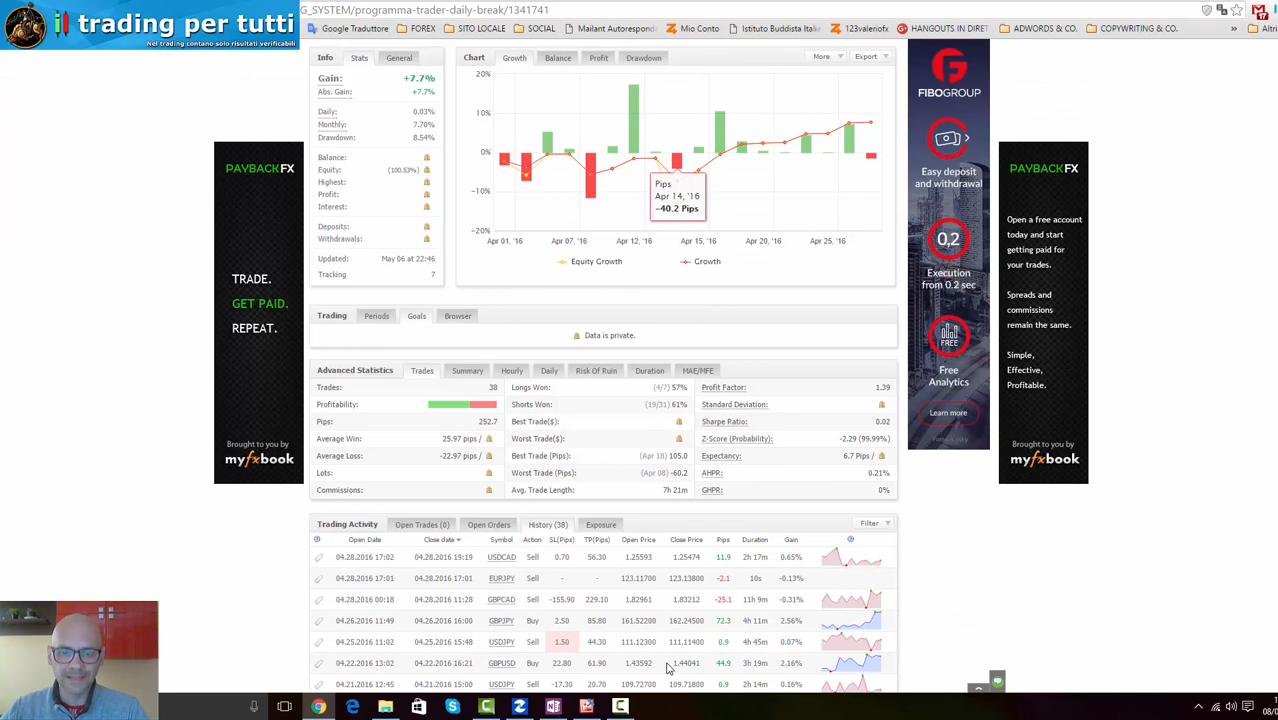 il trading per tutti
Nel trading contano solo risultati verificabili
G_SYSTEM/programma-trader-daily-break/1341741
17
Google Traduttore FOREX SITO LUCIDO SOCIAL Mailant Autoresponde Mio Conto Istituto Buddista Ital 123valeriofx HANGOUTS IN DIRET ADWORDS & CO. COPYWRITING & CO. » Altri
Info Stats General
Gain: +7.7%
Abs. Gain: +7.7%
Daily: 0.03%
Monthly: 7.70%
Drawdown: 8.54%
Balance:
Equity: (100.53%)
Highest:
Profit:
Interest:
Deposits:
Withdrawals:
Updated: May 06 at 22:46
Tracking 7
Chart Growth Balance Profit Drawdown More Export
20%
10%
0%
-10%
-20%
Pips
Apr 14, '16
-40.2 Pips
Apr 01, '16 Apr 07, '16 Apr 12, '16 Apr 15, '16 Apr 20, '16 Apr 25, '16
Equity Growth Growth
Trading Periods Goals Browser
Data is private.
Advanced Statistics Trades Summary Hourly Daily Risk Of Ruin Duration MAE/MFE
Trades: 38 Longs Won: (4/7) 57% Profit Factor: 1.39
Profitability: Shorts Won: (19/31) 61% Standard Deviation:
Pips: 252.7 Best Trade($): Sharpe Ratio: 0.02
Average Win: 25.97 pips / Worst Trade($): Z-Score (Probability): -2.29 (99.99%)
Average Loss: -22.97 pips / Best Trade (Pips): (Apr 18) 105.0 Expectancy: 6.7 Pips /
Lots: Worst Trade (Pips): (Apr 08) -60.2 AHPR: 0.21%
Commissions: Avg. Trade Length: 7h 21m GHPR: 0%
Trading Activity Open Trades (0) Open Orders History (38) Exposure Filter
Open Date Close date Symbol Action SL(Pips) TP(Pips) Open Price Close Price Pips Duration Gain
04.28.2016 17:02 04.28.2016 19:19 USDCAD Sell 0.70 56.30 1.25593 1.25474 11.9 2h 17m 0.65%
04.28.2016 17:01 04.28.2016 17:01 EURJPY Sell - - 123.11700 123.13800 -2.1 10s -0.13%
04.28.2016 00:18 04.28.2016 11:28 GBPCAD Sell -155.90 229.10 1.82961 1.83212 -25.1 11h 9m -0.31%
04.26.2016 11:49 04.26.2016 16:00 GBPJPY Buy 2.50 85.80 161.52200 162.24500 72.3 4h 11m 2.56%
04.25.2016 11:02 04.25.2016 15:48 USDJPY Sell 1.50 44.30 111.12300 111.11400 0.9 4h 45m 0.07%
04.22.2016 13:02 04.22.2016 16:21 GBPUSD Buy 22.80 61.90 1.43592 1.44041 44.9 3h 19m 2.16%
04.21.2016 12:45 04.21.2016 15:00 USDJPY Sell -17.30 20.70 109.72700 109.71800 0.9 2h 14m 0.16%
PAYBACKFX
TRADE.
GET PAID.
REPEAT.
Brought to you by
myfxbook
FIBOGROUP
Easy deposit
and withdrawal
0,2
Execution
from 0.2 sec
FREE
Free
Analytics
Learn more
PAYBACKFX
Open a free account
today and start
getting paid for
your trades.
Spreads and
commissions
remain the same.
Simple,
Effective,
Profitable.
Brought to you by
myfxbook
1
08/0